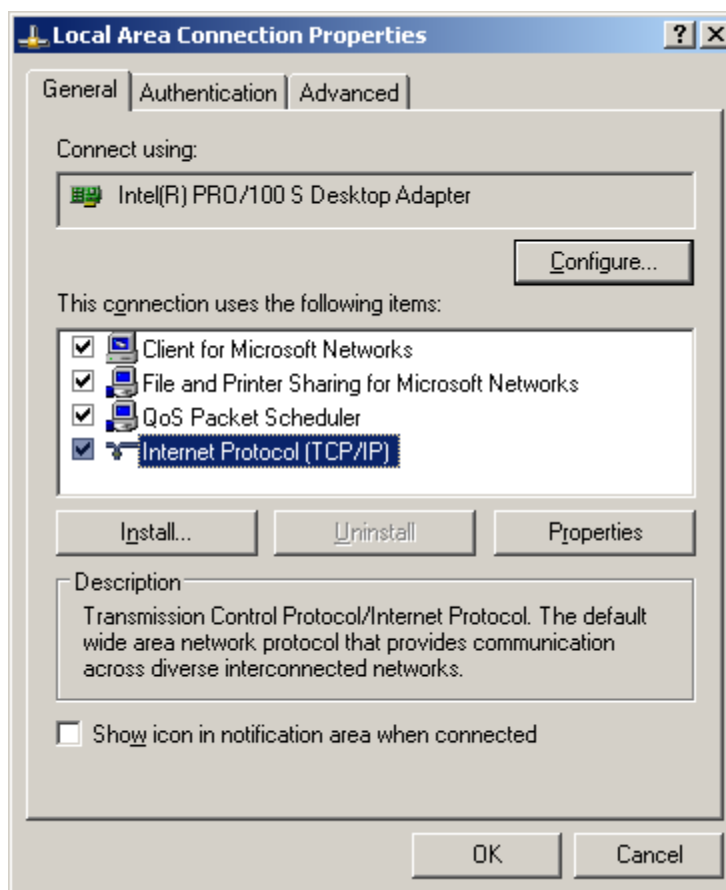 Local Area Connection Properties
General Authentication Advanced
Connect using:
Intel(R) PRO/100 S Desktop Adapter
Configure...
This connection uses the following items:
Client for Microsoft Networks
File and Printer Sharing for Microsoft Networks
QoS Packet Scheduler
Internet Protocol (TCP/IP)
Install... Uninstall Properties
Description
Transmission Control Protocol/Internet Protocol. The default
wide area network protocol that provides communication
across diverse interconnected networks.
Show icon in notification area when connected
OK Cancel